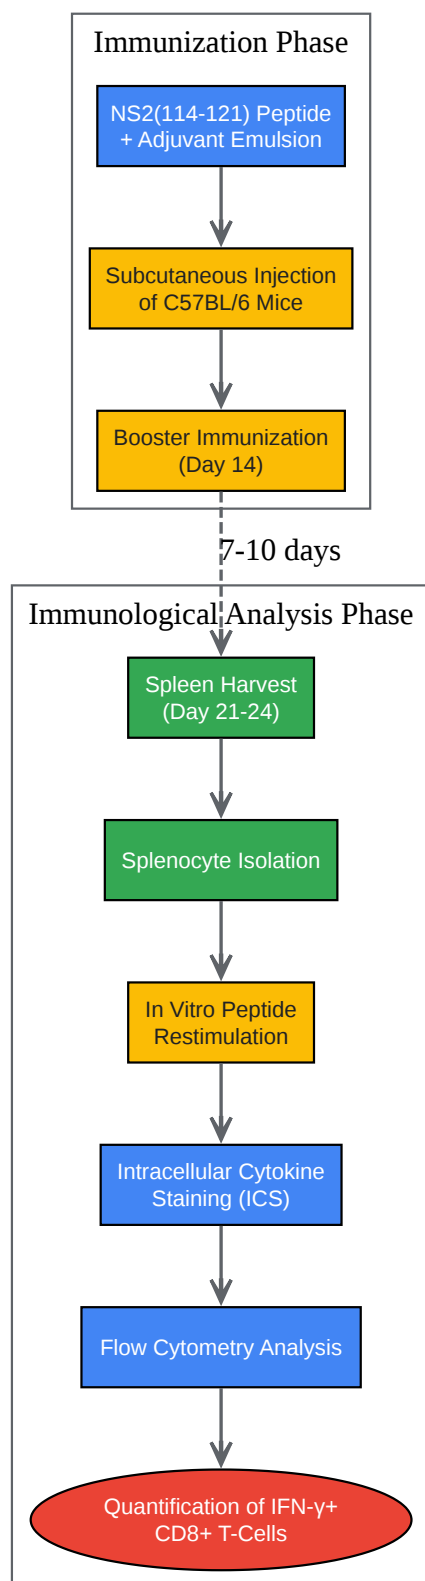 Immunization Phase
NS2(114-121) Peptide
+ Adjuvant Emulsion
Subcutaneous Injection
of C57BL/6 Mice
Booster Immunization
(Day 14)
7-10 days
Immunological Analysis Phase
Spleen Harvest
(Day 21-24)
Splenocyte Isolation
In Vitro Peptide
Restimulation
Intracellular Cytokine
Staining (ICS)
Flow Cytometry Analysis
Quantification of IFN-γ+
CD8+ T-Cells